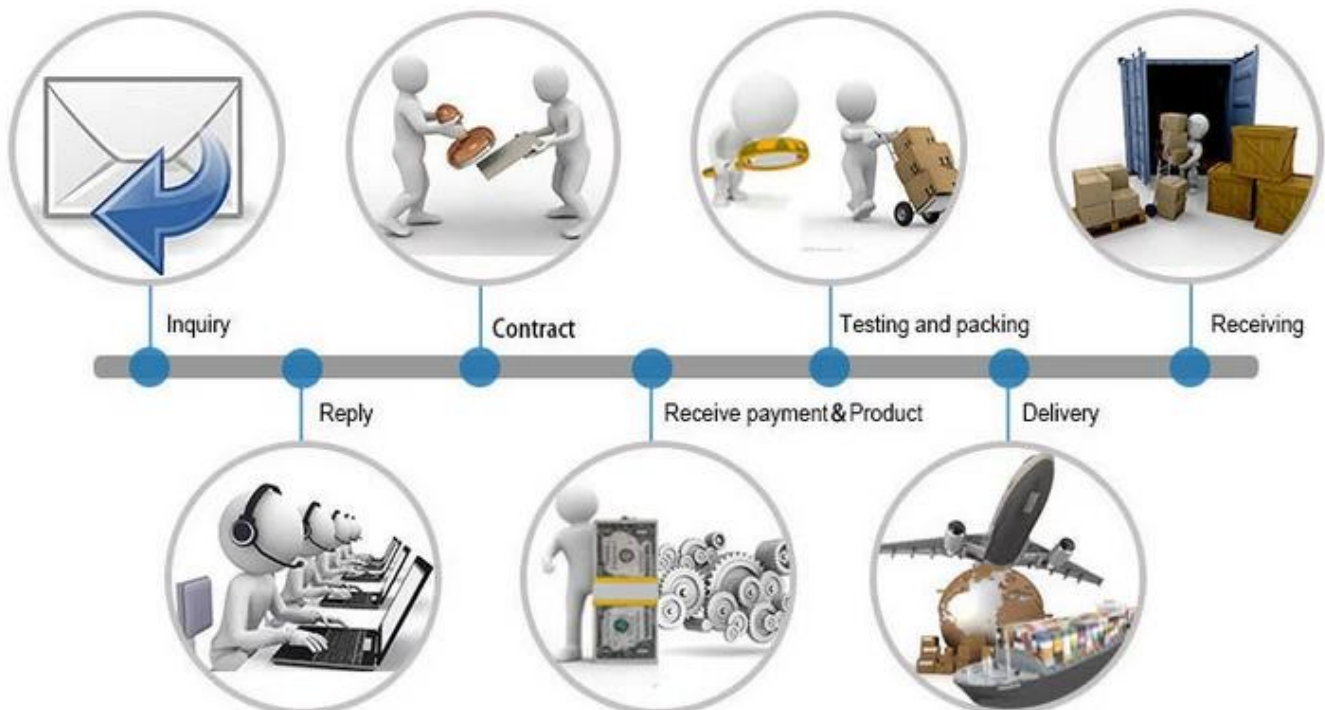 Inquiry
Contract
Testing and packing
Receiving
Reply
Receive payment & Product
Delivery